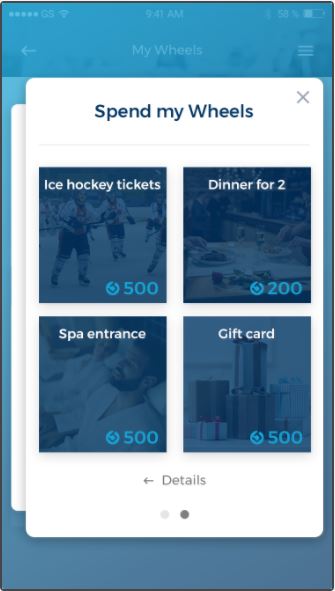 GS 9:41 AM 58 %
My Wheels
Spend my Wheels
Ice hockey tickets Dinner for 2
500 200
Spa entrance Gift card
500 500
← Details